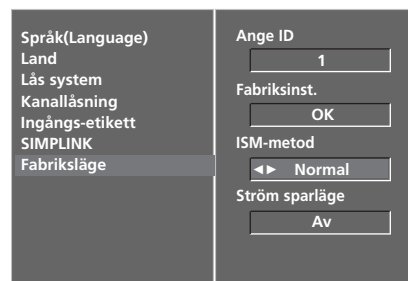 Språk(Language)
Land
Lås system
Kanallåsning
Ingångs-etikett
SIMPLINK
Fabriksläge
Ange ID
1
Fabriksinst.
OK
ISM-metod
◄► Normal
Ström sparläge
Av